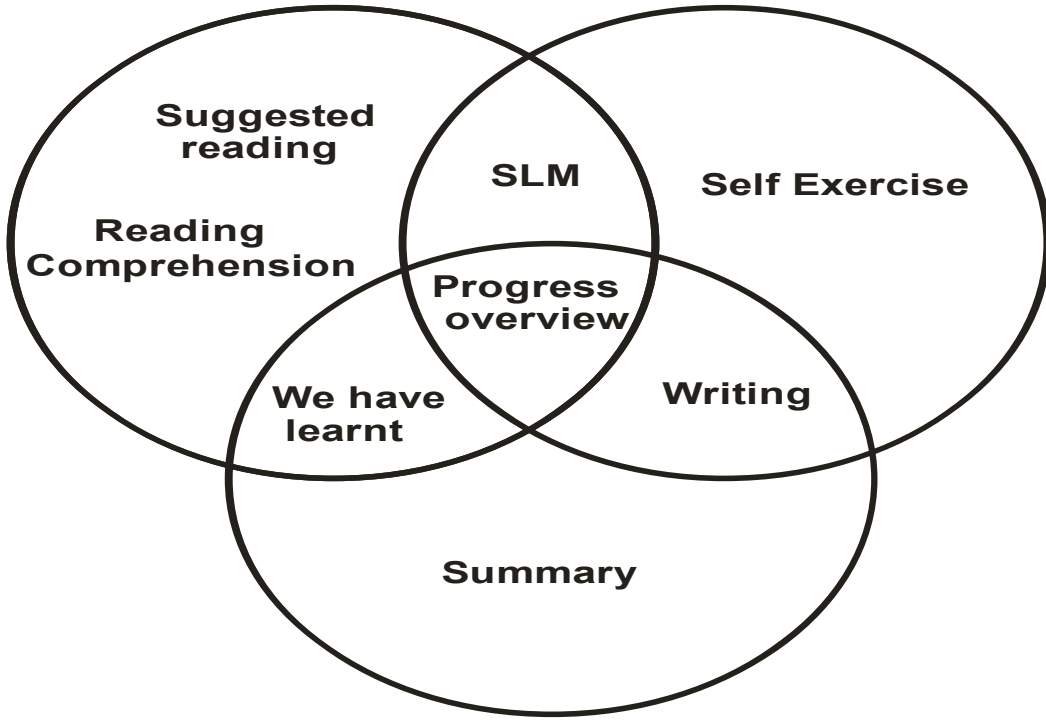 Suggested
reading
SLM
Self Exercise
Reading
Comprehension
Progress
overview
We have
learnt
Writing
Summary